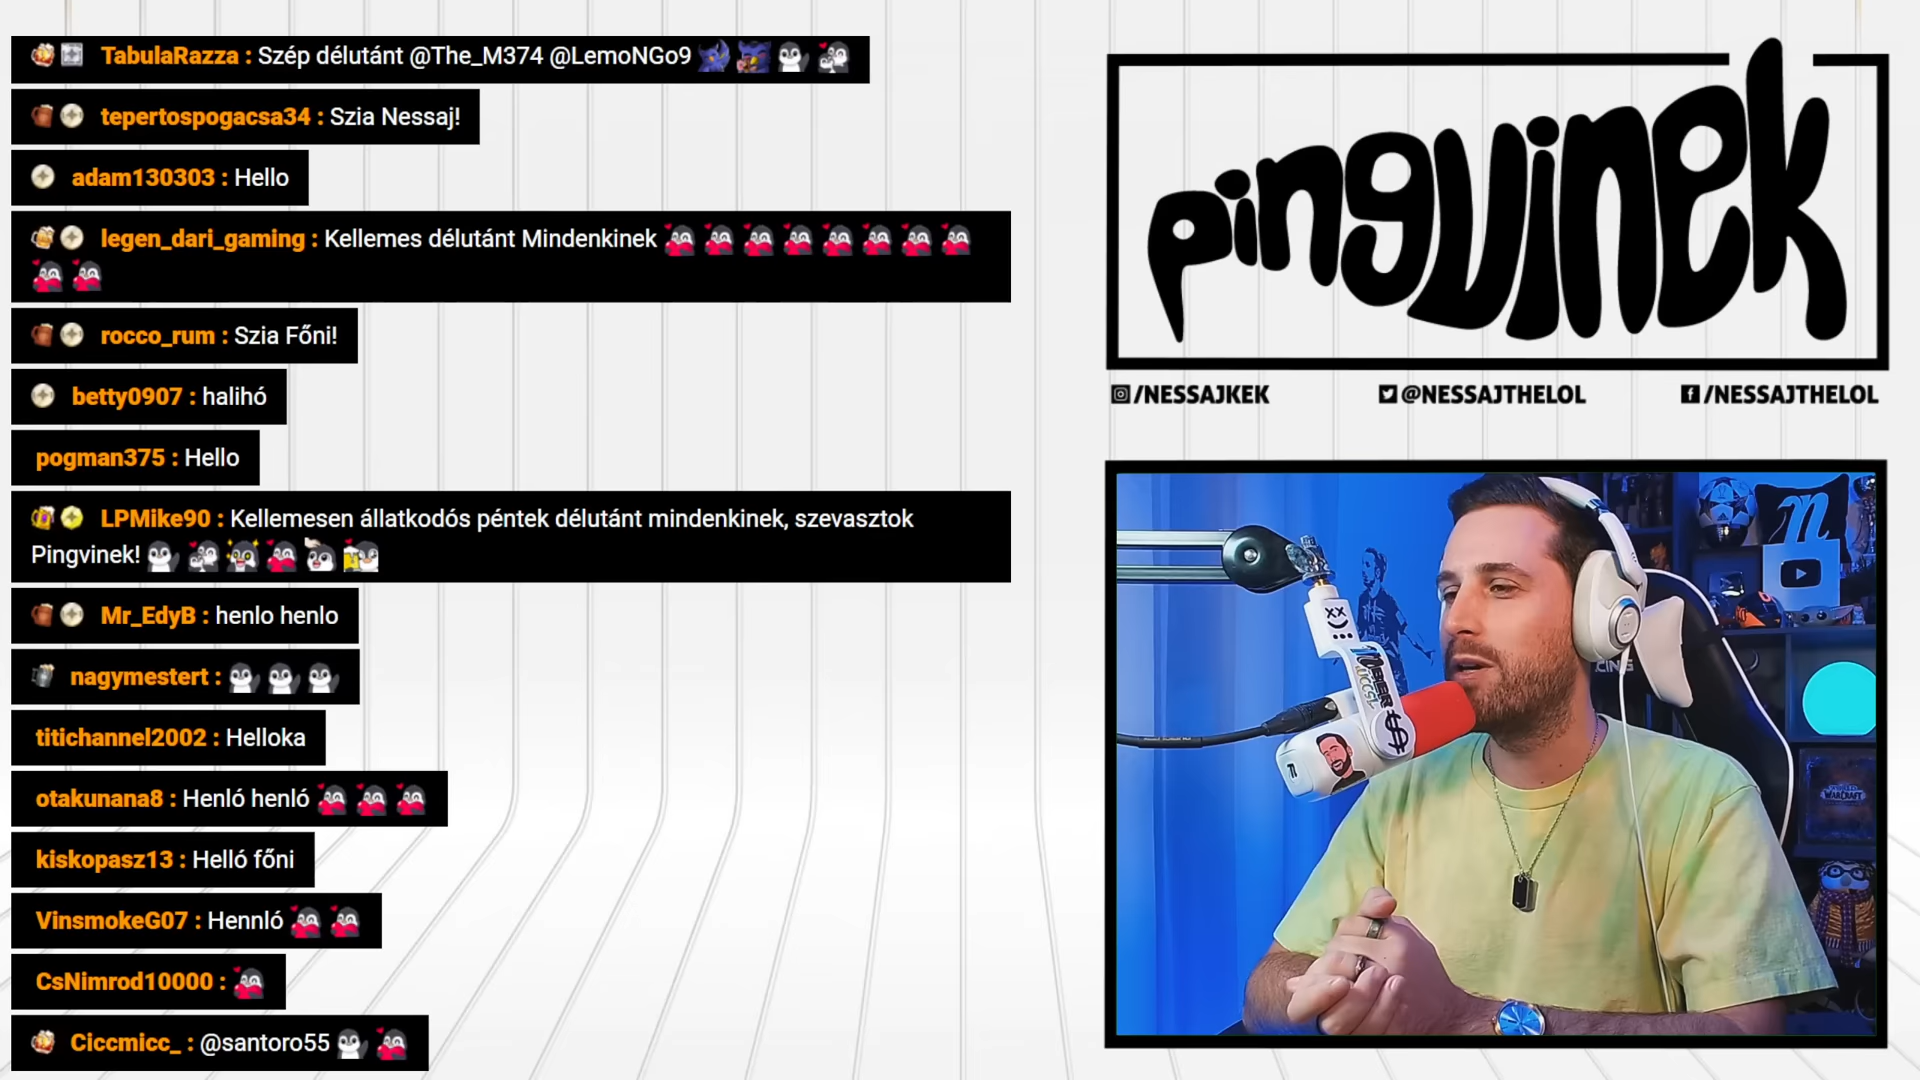 TabulaRazza : Szép délutánt @The_M374 @LemoNGo9
tepertospogacsa34 : Szia Nessaj!
adam130303 : Hello
legen_dari_gaming : Kellemes délutánt Mindenkinek
rocco_rum : Szia Főni!
betty0907 : halihó
pogman375 : Hello
LPMike90 : Kellemesen állatkodós péntek délutánt mindenkinek, szevasztok
Pingvinek!
Mr_EdyB : henlo henlo
nagymestert :
titichannel2002 : Helloka
otakunana8 : Henló henló
kiskopasz13 : Helló főni
VinsmokeG07 : Hennló
CsNimrod10000 :
Ciccmicc_ : @santoro55
pingvinek
/NESSAJKEK
@NESSAJTHELOL
/NESSAJTHELOL
WARCRAFT